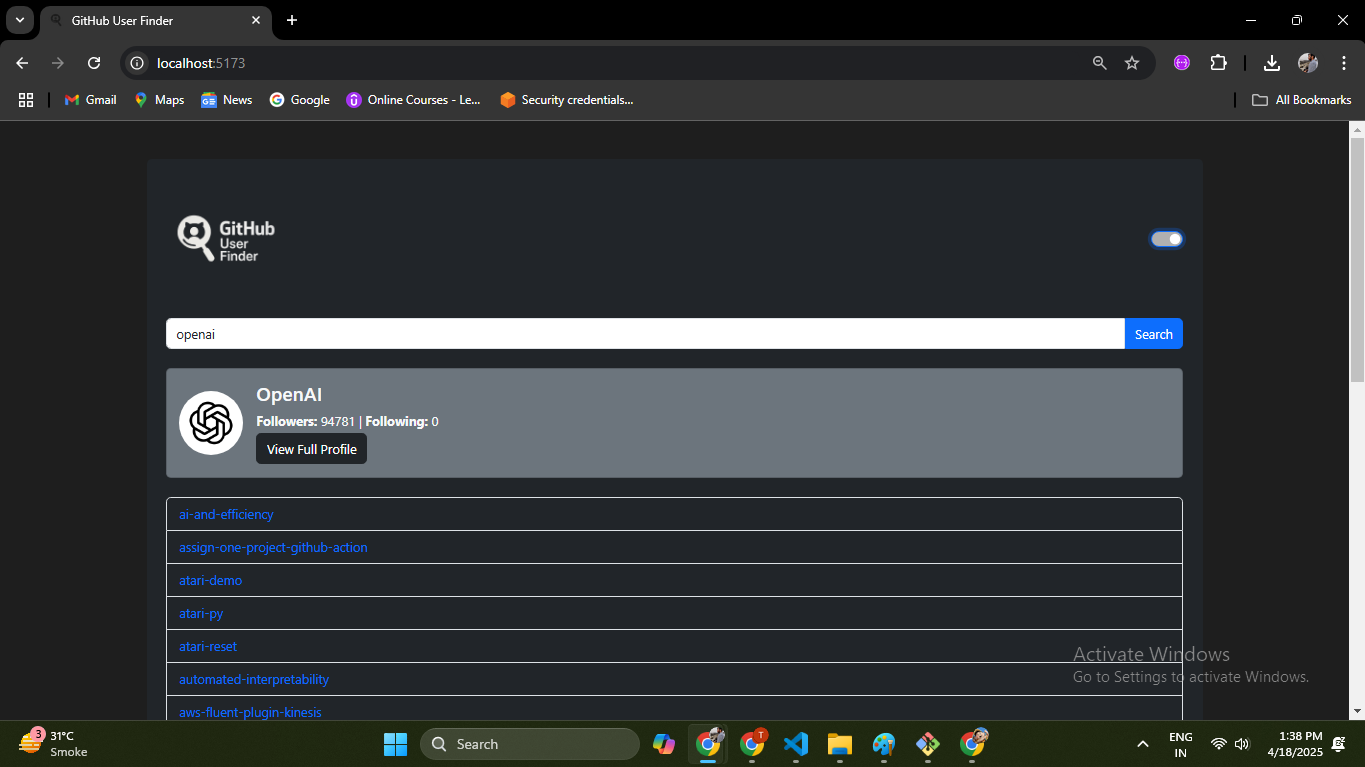 GitHub User Finder
localhost:5173
Gmail
Maps
News
Google
Online Courses - Le...
Security credentials...
All Bookmarks
GitHub
User
Finder
openai
Search
OpenAI
Followers: 94781 | Following: 0
View Full Profile
ai-and-efficiency
assign-one-project-github-action
atari-demo
atari-py
atari-reset
automated-interpretability
aws-fluent-plugin-kinesis
Activate Windows
Go to Settings to activate Windows.
3
31°C
Smoke
Search
T
ENG
IN
1:38 PM
4/18/2025